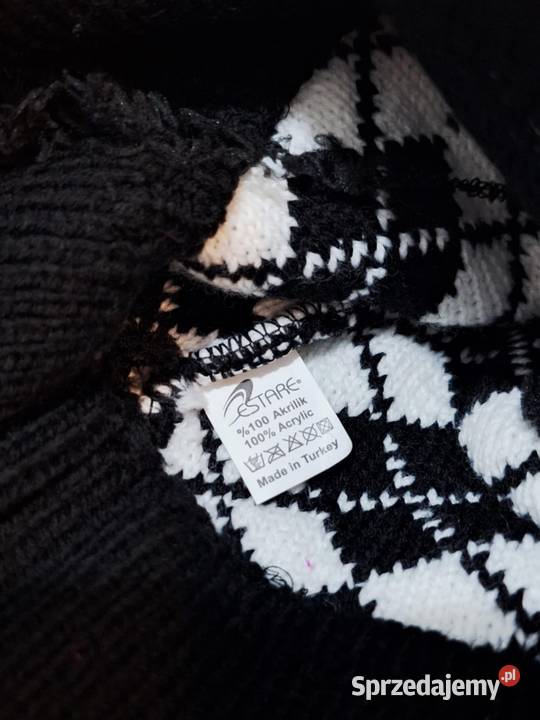 ESTARE®
%100 Akrilik
100% Acrylic
Made in Turkey
Sprzedajemy.pl